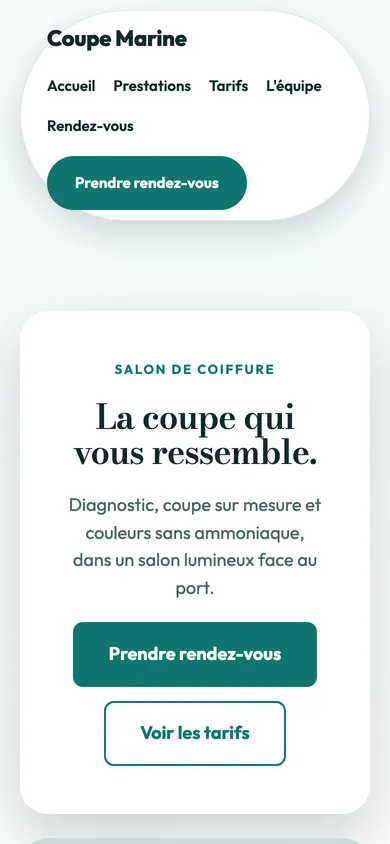 Coupe Marine
Accueil Prestations Tarifs L'équipe
Rendez-vous
Prendre rendez-vous
SALON DE COIFFURE
La coupe qui
vous ressemble.
Diagnostic, coupe sur mesure et
couleurs sans ammoniaque,
dans un salon lumineux face au
port.
Prendre rendez-vous
Voir les tarifs